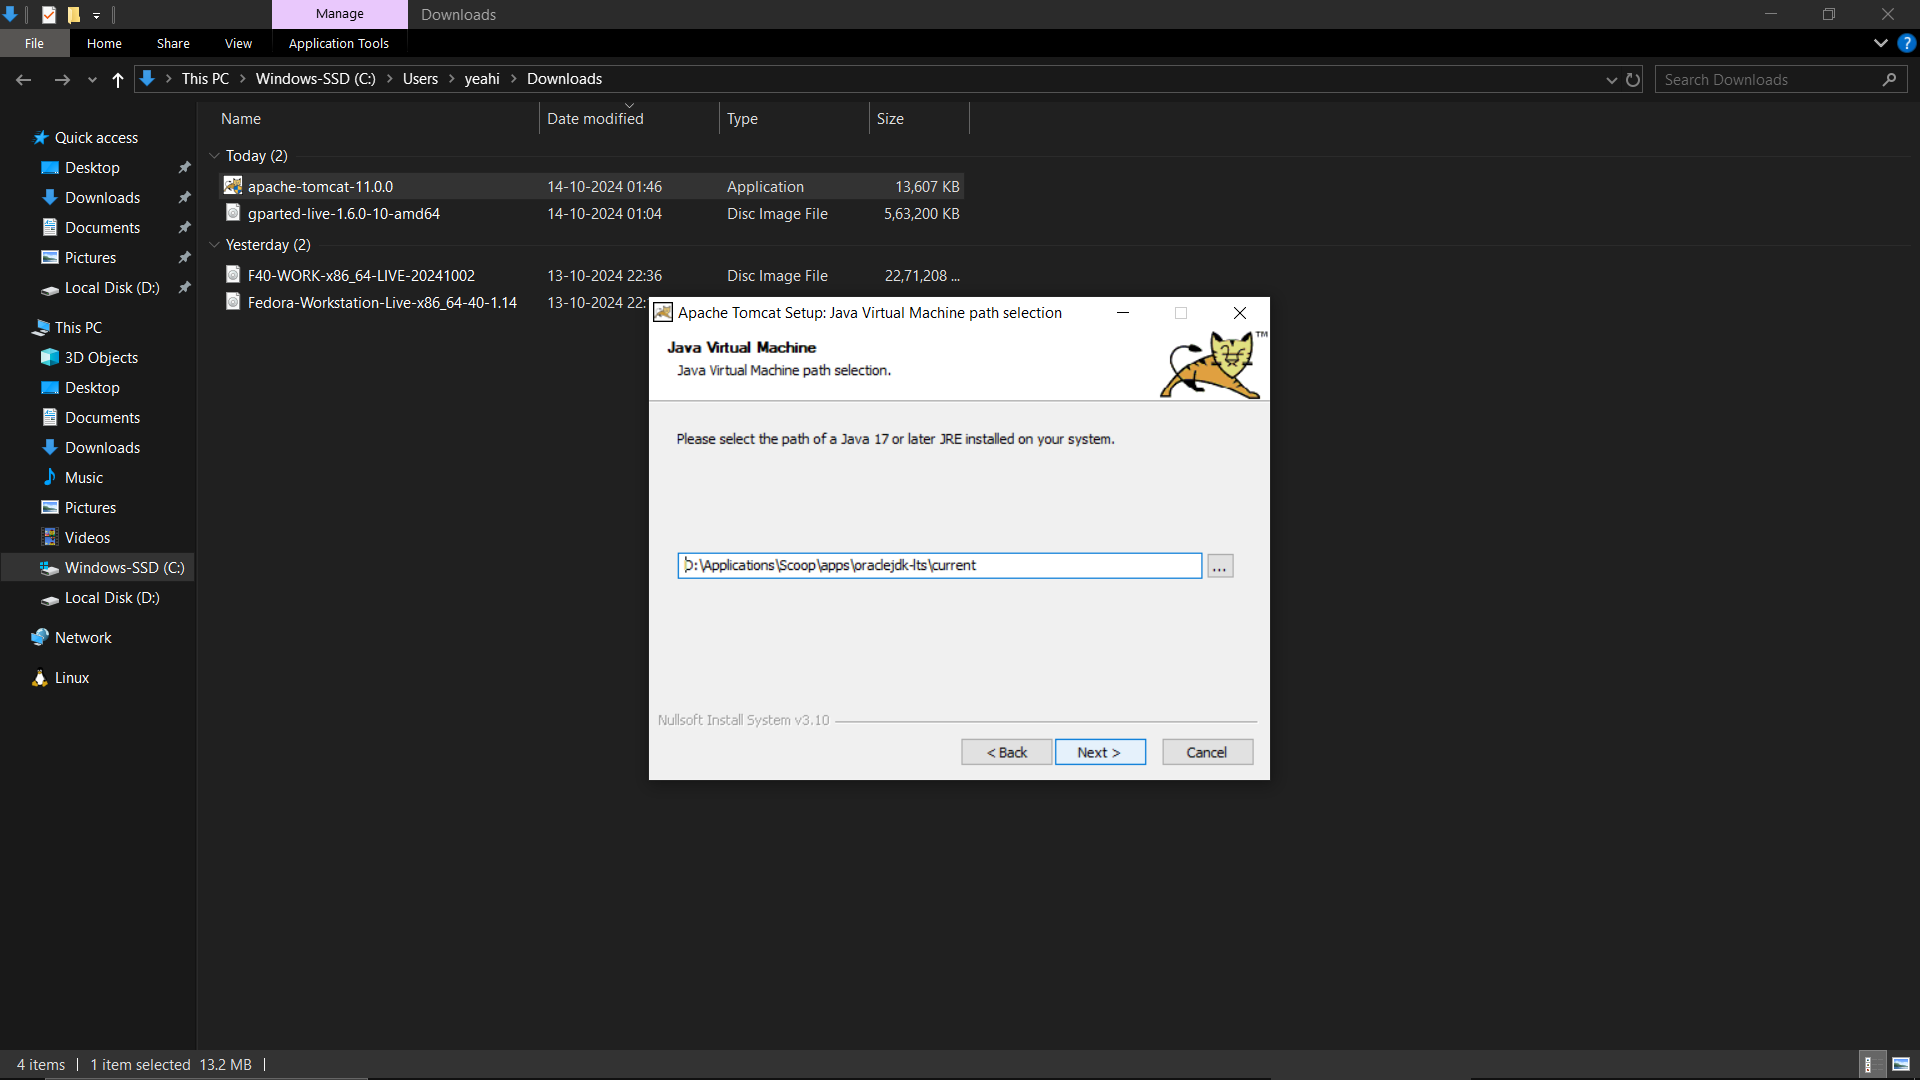 Manage
Downloads
File
Home
Share
View
Application Tools
?
This PC
Windows-SSD (C:)
Users
yeahi
Downloads
Search Downloads
Name
Date modified
Type
Size
Quick access
Desktop
Downloads
Documents
Pictures
Local Disk (D:)
This PC
3D Objects
Desktop
Documents
Downloads
Music
Pictures
Videos
Windows-SSD (C:)
Local Disk (D:)
Network
Linux
Today (2)
apache-tomcat-11.0.0 14-10-2024 01:46 Application 13,607 KB
gparted-live-1.6.0-10-amd64 14-10-2024 01:04 Disc Image File 5,63,200 KB
Yesterday (2)
F40-WORK-x86_64-LIVE-20241002 13-10-2024 22:36 Disc Image File 22,71,208 ...
Fedora-Workstation-Live-x86_64-40-1.14 13-10-2024 22:
Apache Tomcat Setup: Java Virtual Machine path selection
Java Virtual Machine
Java Virtual Machine path selection.
TM
Please select the path of a Java 17 or later JRE installed on your system.
D:\Applications\Scoop\apps\oraclejdk-lts\current
...
Nullsoft Install System v3.10
< Back
Next >
Cancel
4 items
1 item selected 13.2 MB